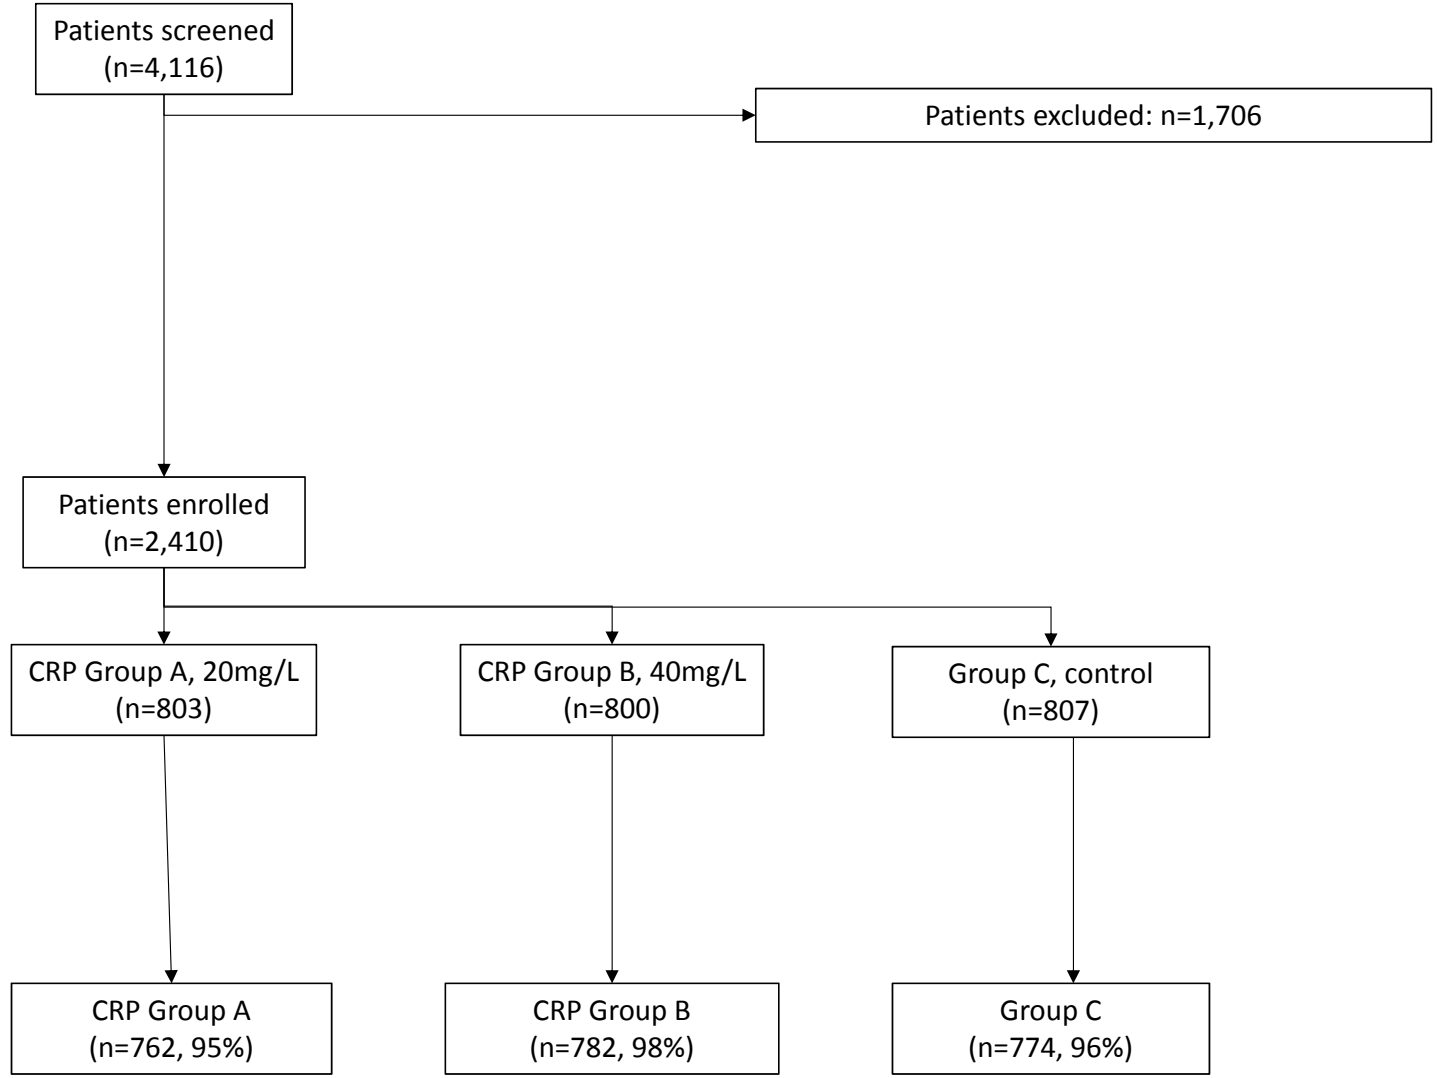 Patients screened
(n=4,116)
Patients excluded: n=1,706
Patients enrolled
(n=2,410)
CRP Group A, 20mg/L
(n=803)
CRP Group B, 40mg/L
(n=800)
Group C, control
(n=807)
CRP Group A
(n=762, 95%)
CRP Group B
(n=782, 98%)
Group C
(n=774, 96%)